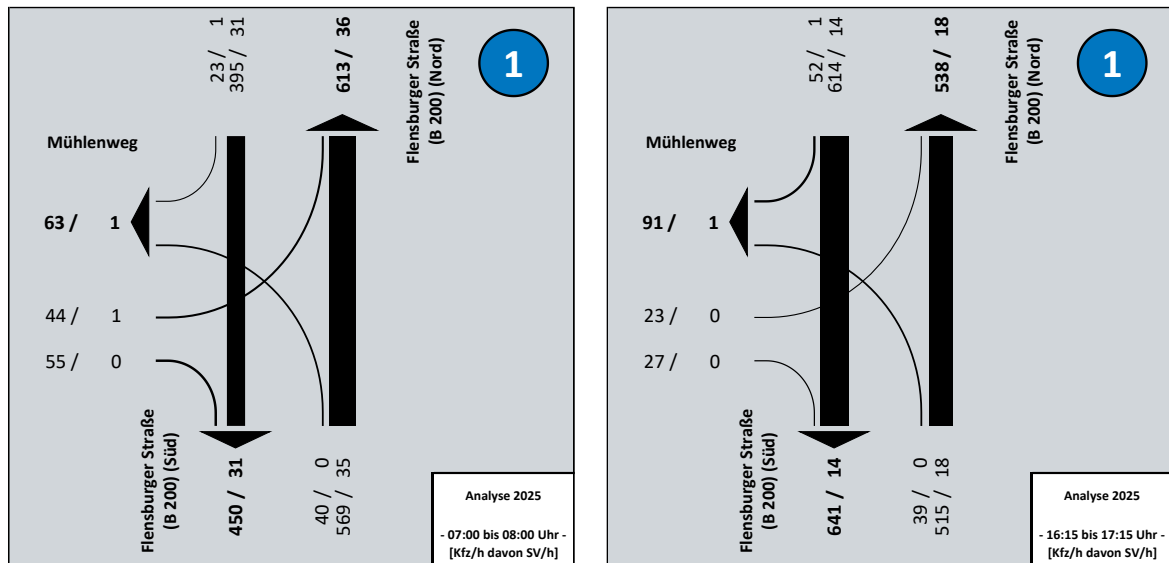 23 / 1
395 / 31
613 / 36
Flensburger Straße
(B 200) (Nord)
1
Mühlenweg
63 / 1
44 / 1
55 / 0
Flensburger Straße
(B 200) (Süd)
450 / 31
40 / 0
569 / 35
Analyse 2025
- 07:00 bis 08:00 Uhr -
[Kfz/h davon SV/h]
52 / 1
614 / 14
538 / 18
Flensburger Straße
(B 200) (Nord)
1
Mühlenweg
91 / 1
23 / 0
27 / 0
Flensburger Straße
(B 200) (Süd)
641 / 14
39 / 0
515 / 18
Analyse 2025
- 16:15 bis 17:15 Uhr -
[Kfz/h davon SV/h]